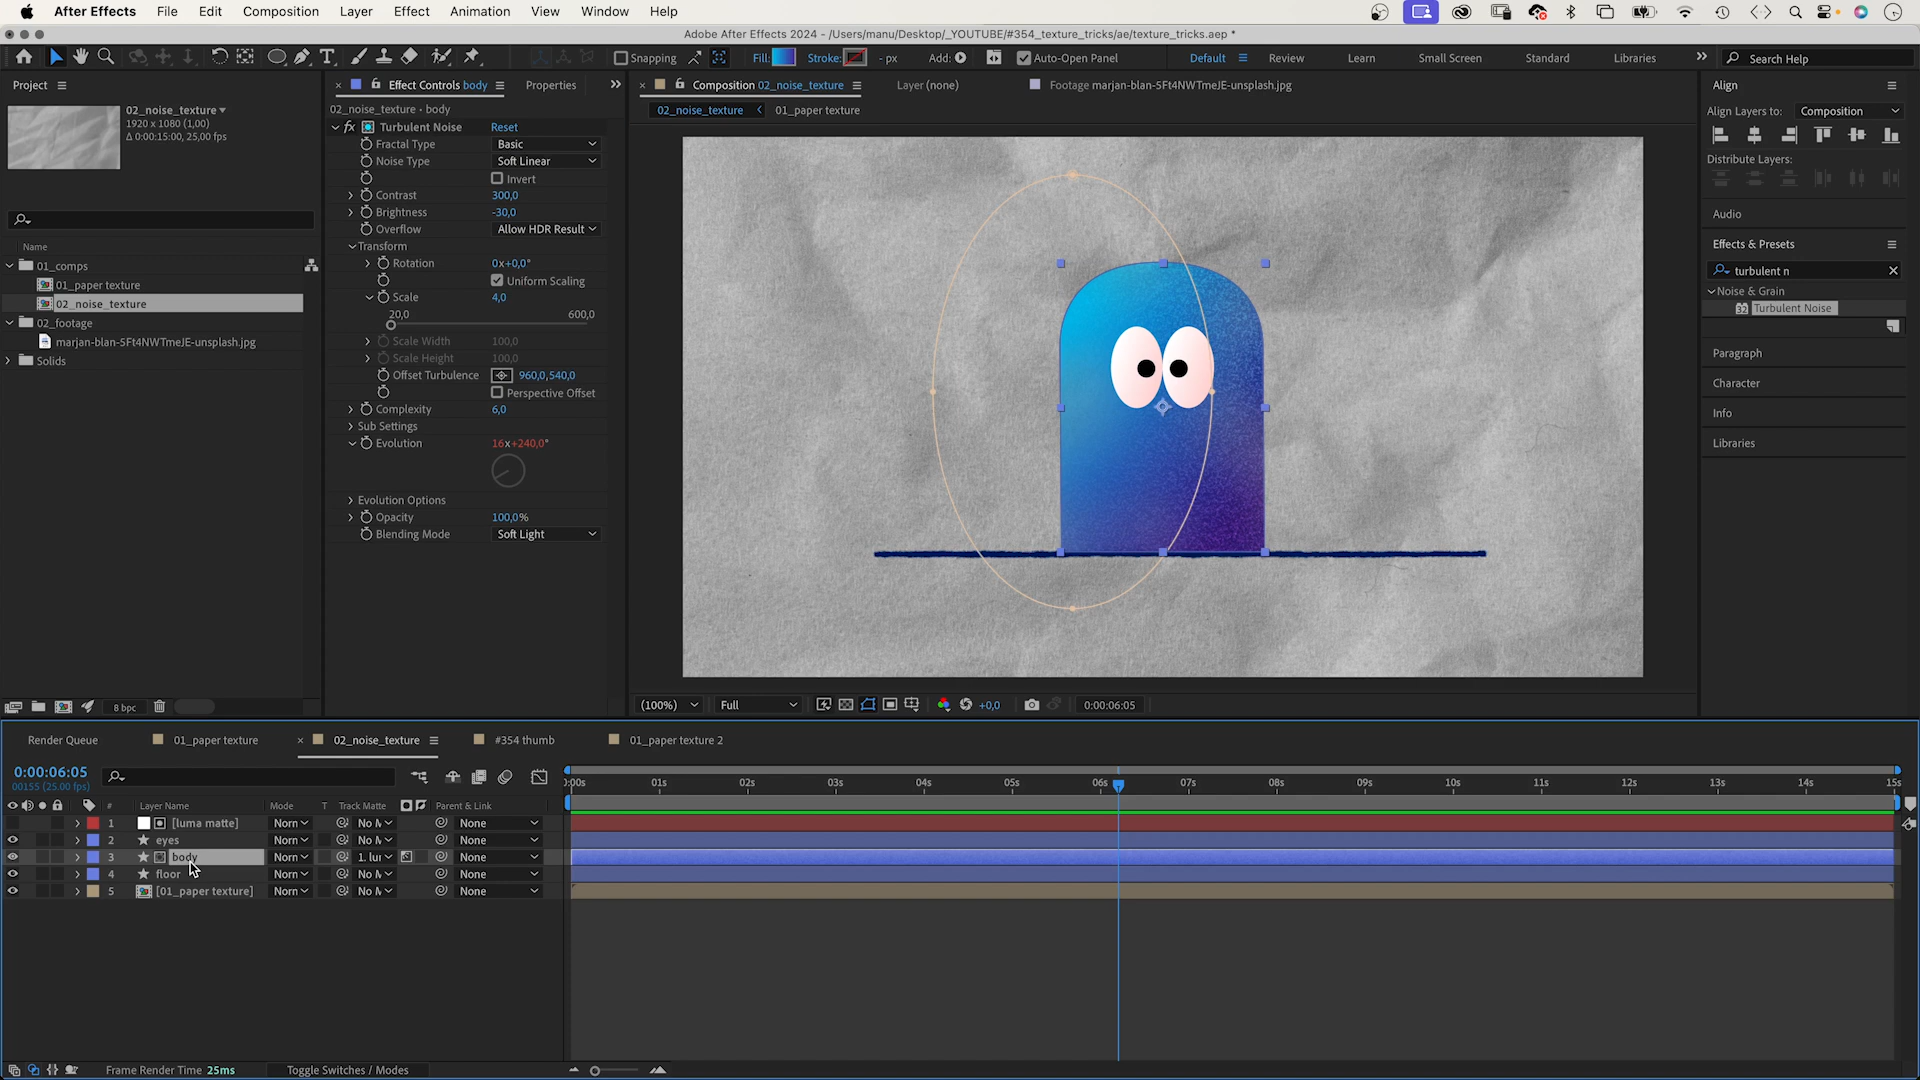 After Effects File Edit Composition Layer Effect Animation View Window Help
Adobe After Effects 2024 - /Users/manu/Desktop/_YOUTUBE/#354_texture_tricks/ae/texture_tricks.aep *
Snapping Fill: Stroke: - px Add: Auto-Open Panel Default Review Learn Small Screen Standard Libraries Search Help
Project
02_noise_texture
1920 x 1080 (1,00)
Δ 0:00:15:00, 25,00 fps
Name
01_comps
01_paper texture
02_noise_texture
02_footage
marjan-blan-5Ft4NWTmeJE-unsplash.jpg
Solids
8 bpc
Effect Controls body Properties
02_noise_texture · body
fx Turbulent Noise Reset
Fractal Type Basic
Noise Type Soft Linear
Invert
Contrast 300,0
Brightness -30,0
Overflow Allow HDR Result
Transform
Rotation 0x+0,0°
Uniform Scaling
Scale 4,0
20,0 600,0
Scale Width 100,0
Scale Height 100,0
Offset Turbulence 960,0,540,0
Perspective Offset
Complexity 6,0
Sub Settings
Evolution 16x+240,0°
Evolution Options
Opacity 100,0%
Blending Mode Soft Light
Composition 02_noise_texture Layer (none) Footage marjan-blan-5Ft4NWTmeJE-unsplash.jpg
02_noise_texture 01_paper texture
(100%) Full +0,0 0:00:06:05
Align
Align Layers to: Composition
Distribute Layers:
Audio
Effects & Presets
turbulent n
Noise & Grain
32 Turbulent Noise
Paragraph
Character
Info
Libraries
Render Queue 01_paper texture 02_noise_texture #354 thumb 01_paper texture 2
0:00:06:05
00155 (25.00 fps)
:00s 01s 02s 03s 04s 05s 06s 07s 08s 09s 10s 11s 12s 13s 14s 15s
# Layer Name Mode T Track Matte Parent & Link
1 [luma matte] Norn No M None
2 eyes Norn No M None
3 body Norn 1. lur None
4 floor Norn No M None
5 [01_paper texture] Norn No M None
Frame Render Time 25ms Toggle Switches / Modes